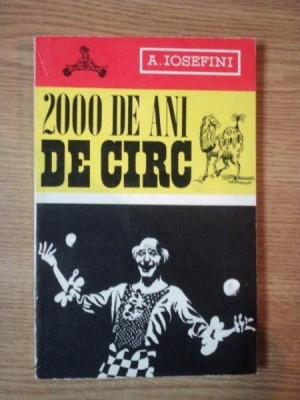 A. IOSEFINI
2000 DE ANI
DE CIRC